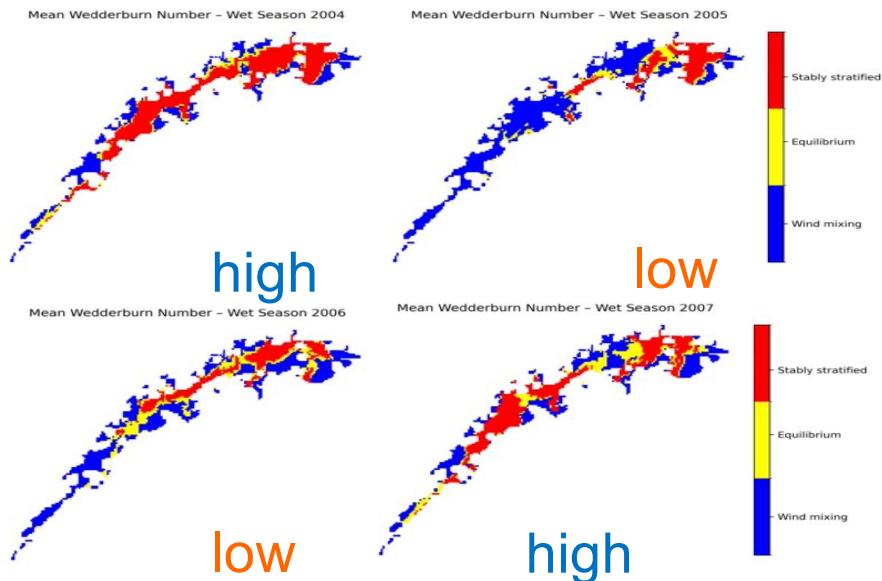 Mean Wedderburn Number – Wet Season 2004
Mean Wedderburn Number – Wet Season 2005
Stably stratified
Equilibrium
Wind mixing
high
low
Mean Wedderburn Number – Wet Season 2006
Mean Wedderburn Number – Wet Season 2007
Stably stratified
Equilibrium
Wind mixing
low
high